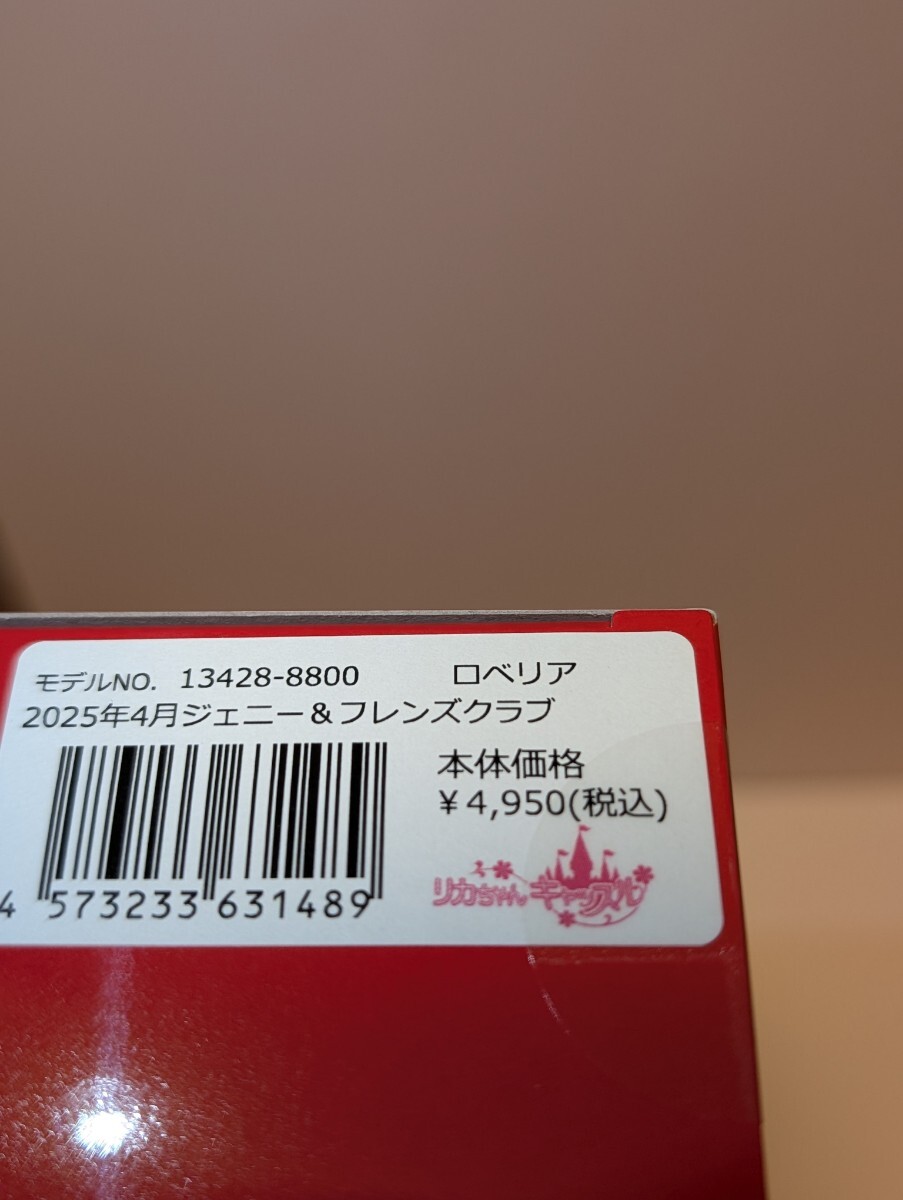 モデルNO. 13428-8800 ロベリア
2025年4月ジェニー＆フレンズクラブ
本体価格
￥4,950(税込)
4 573233 631489
リカちゃんキャッスル